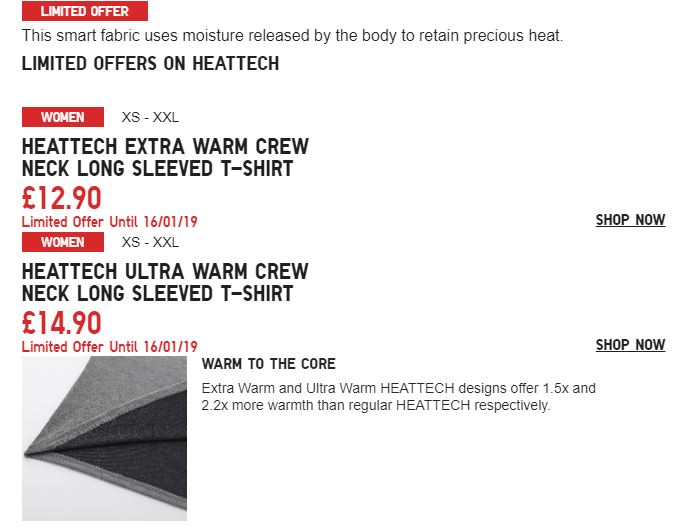 LIMITED OFFER
This smart fabric uses moisture released by the body to retain precious heat.
LIMITED OFFERS ON HEATTECH
WOMEN XS - XXL
HEATTECH EXTRA WARM CREW
NECK LONG SLEEVED T-SHIRT
£12.90
Limited Offer Until 16/01/19
SHOP NOW
WOMEN XS - XXL
HEATTECH ULTRA WARM CREW
NECK LONG SLEEVED T-SHIRT
£14.90
Limited Offer Until 16/01/19
SHOP NOW
WARM TO THE CORE
Extra Warm and Ultra Warm HEATTECH designs offer 1.5x and
2.2x more warmth than regular HEATTECH respectively.